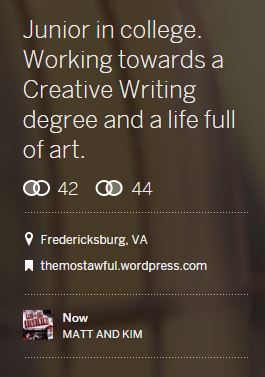 Junior in college.
Working towards a
Creative Writing
degree and a life full
of art.
42 44
Fredericksburg, VA
themostawful.wordpress.com
Now
MATT AND KIM